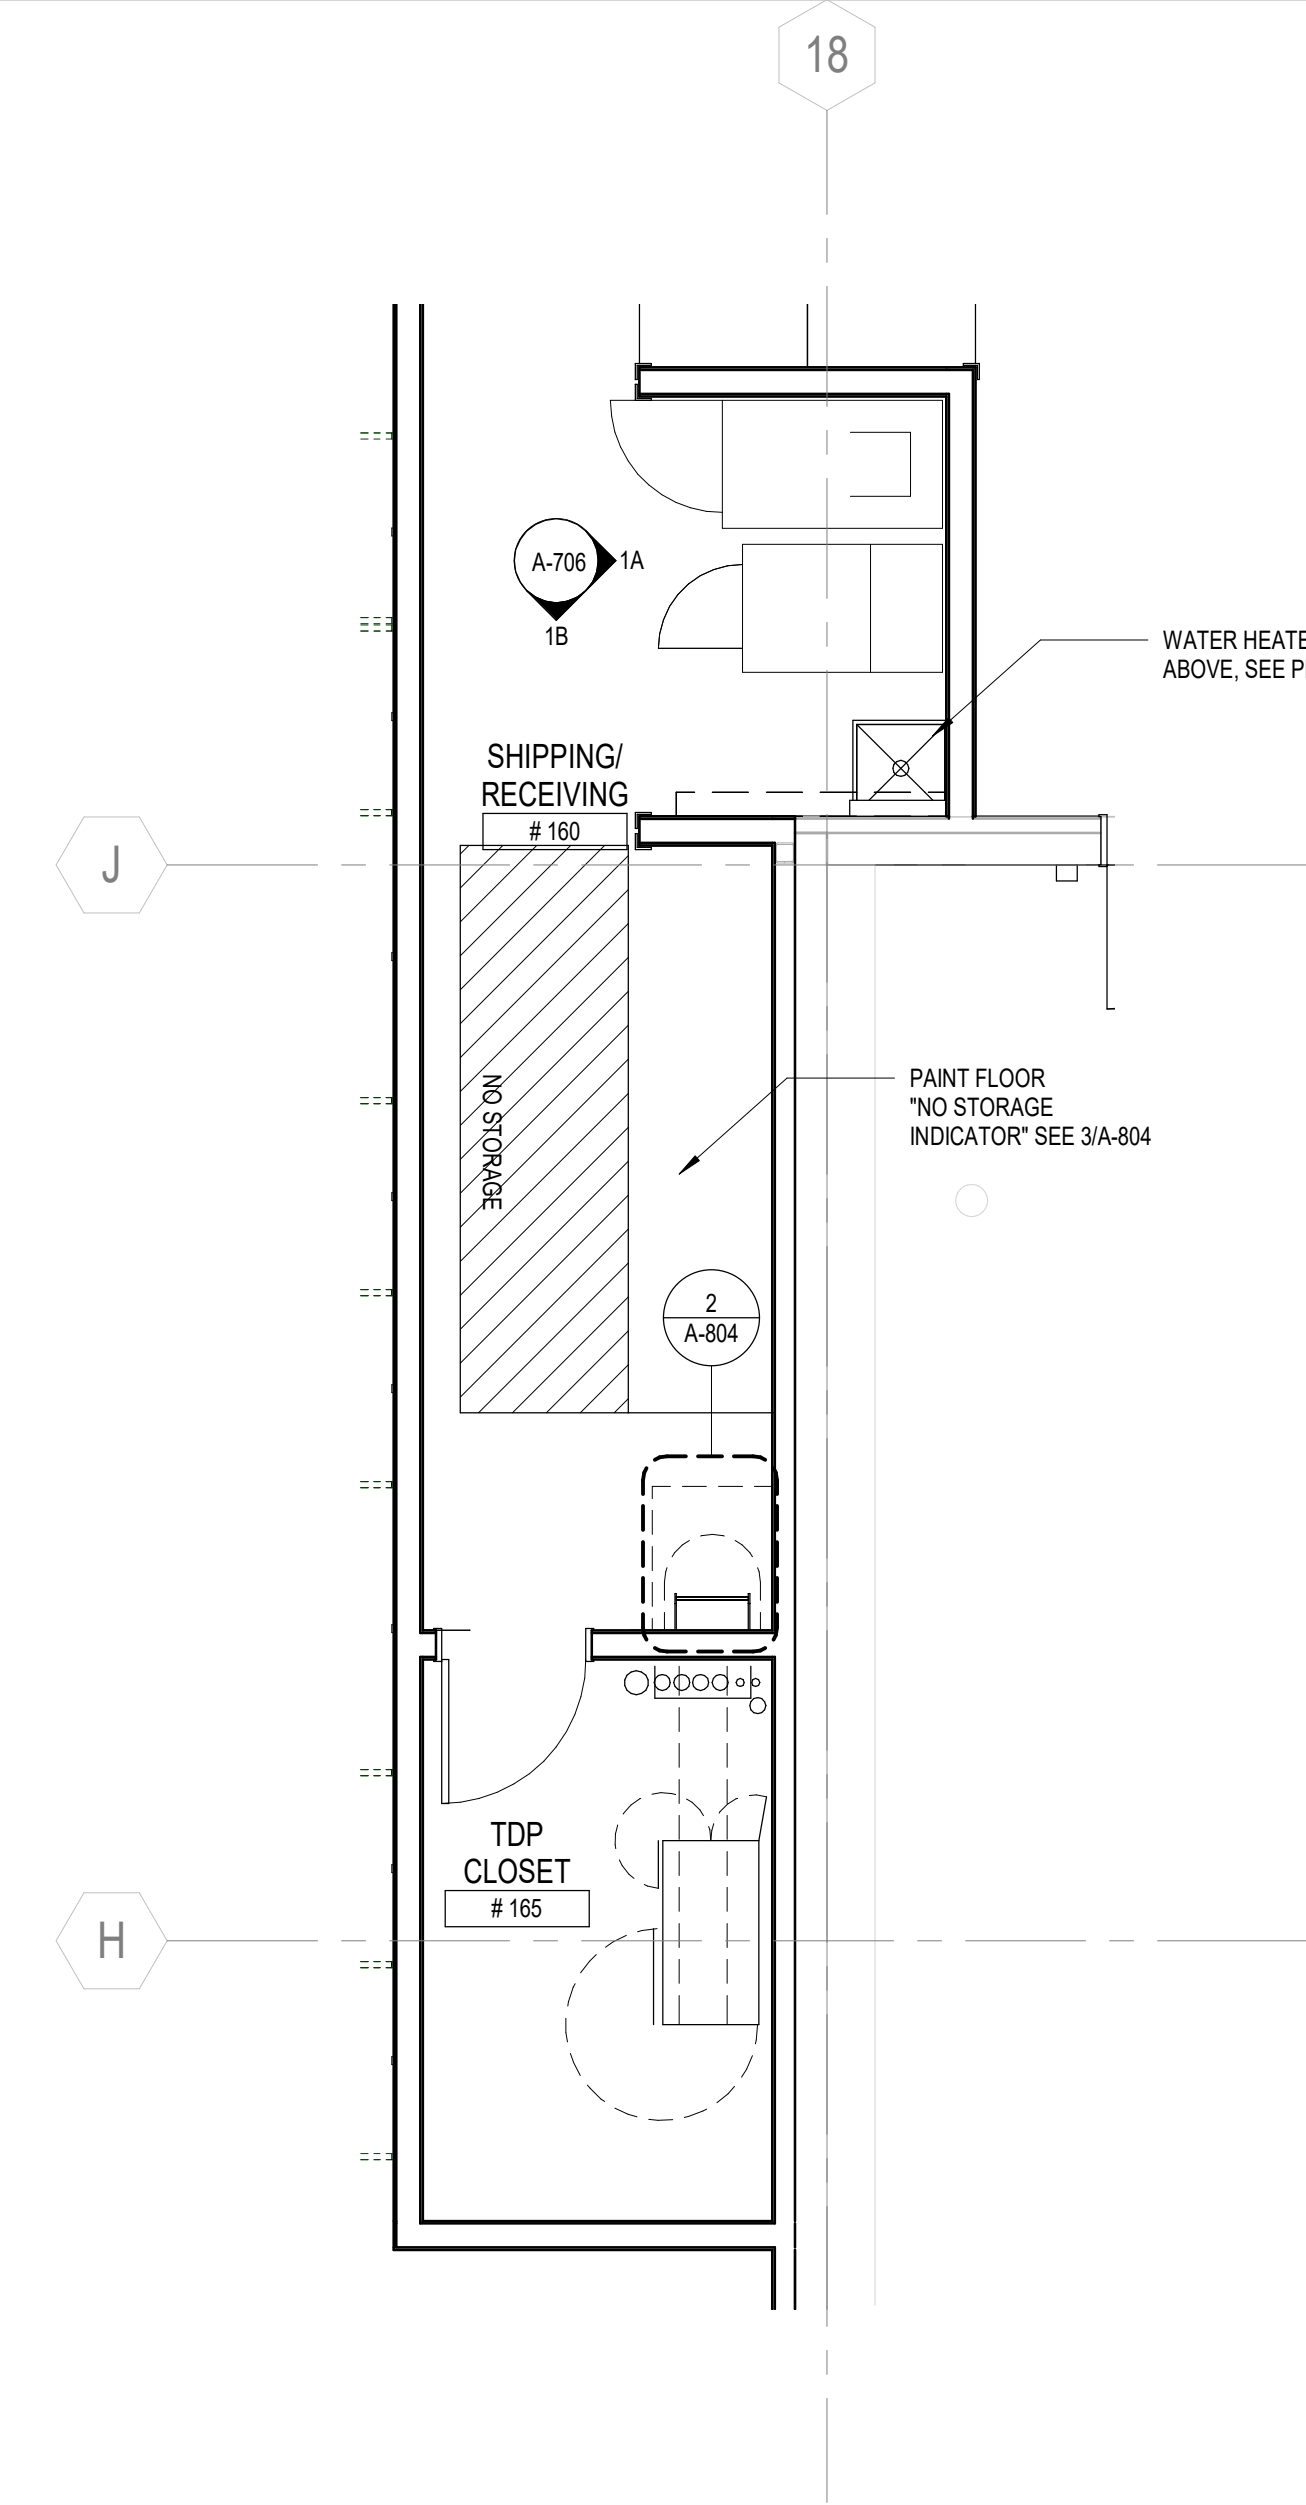 18
A-706
1A
1B
WATER HEATE
ABOVE, SEE P
SHIPPING/
RECEIVING
# 160
J
NO STORAGE
PAINT FLOOR
"NO STORAGE
INDICATOR" SEE 3/A-804
2
A-804
TDP
CLOSET
# 165
H